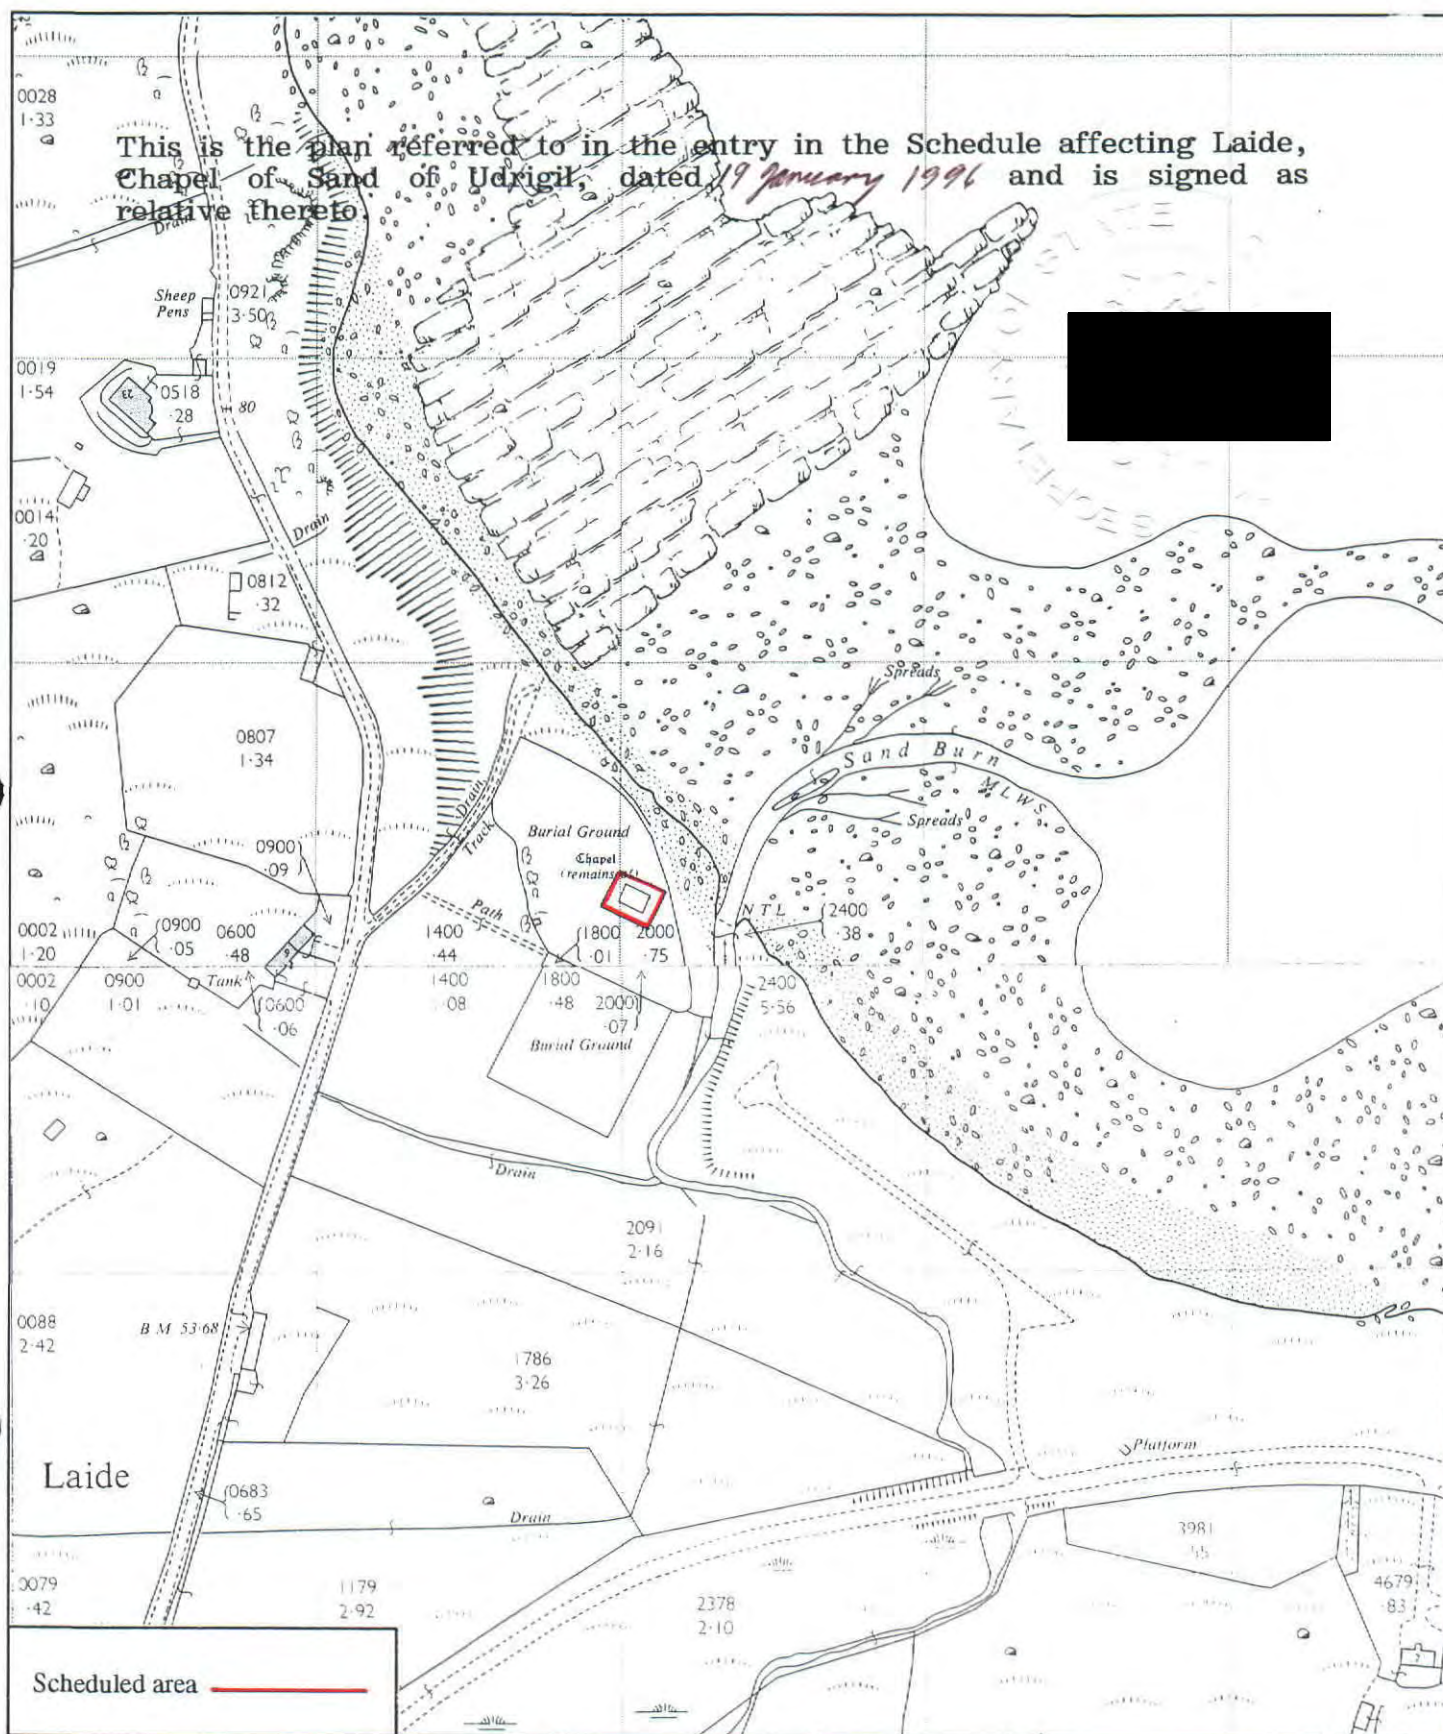 This is the plan referred to in the entry in the Schedule affecting Laide,
Chapel of Sand of Udrigil, dated 19 January 1996 and is signed as
relative thereto.
0028
1·33
Drain
Sheep
Pens
0921
3·50
0019
1·54
23
0518
·28
80
0014
·20
Drain
0812
·32
Spreads
0807
1·34
Sand Burn
MLWS
Drain
Track
Spreads
Burial Ground
0900
·09
Chapel
(remains of)
Path
NTL
2400
·38
0002
1·20
0900
·05
0600
·48
1400
·44
1800
·01
2000
·75
0002
·10
0900
1·01
Tank
0600
·06
1400
1·08
1800
·48
2000
·07
2400
5·56
Burial Ground
Drain
2091
2·16
0088
2·42
B M 53·68
1786
3·26
Platform
Laide
0683
·65
Drain
3981
·55
0079
·42
1179
2·92
2378
2·10
4679
·83
Scheduled area